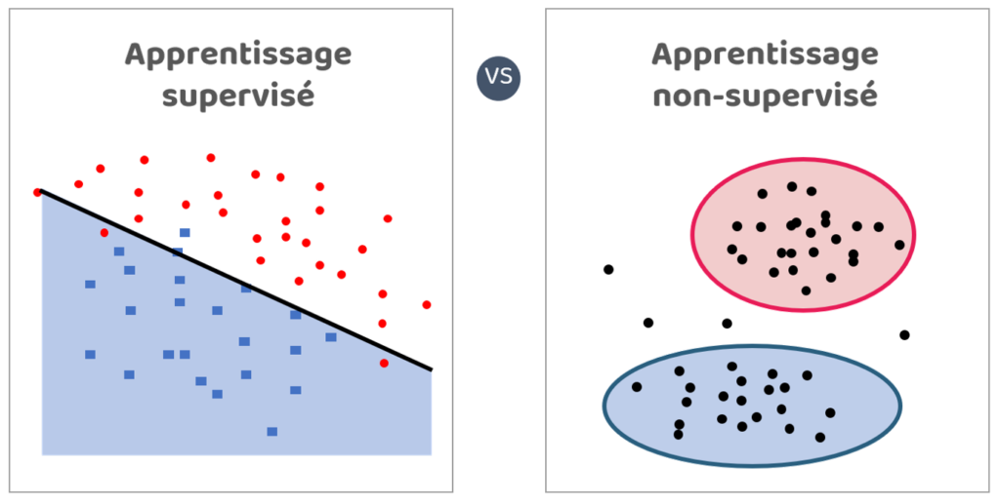 Apprentissage
supervisé
VS
Apprentissage
non-supervisé